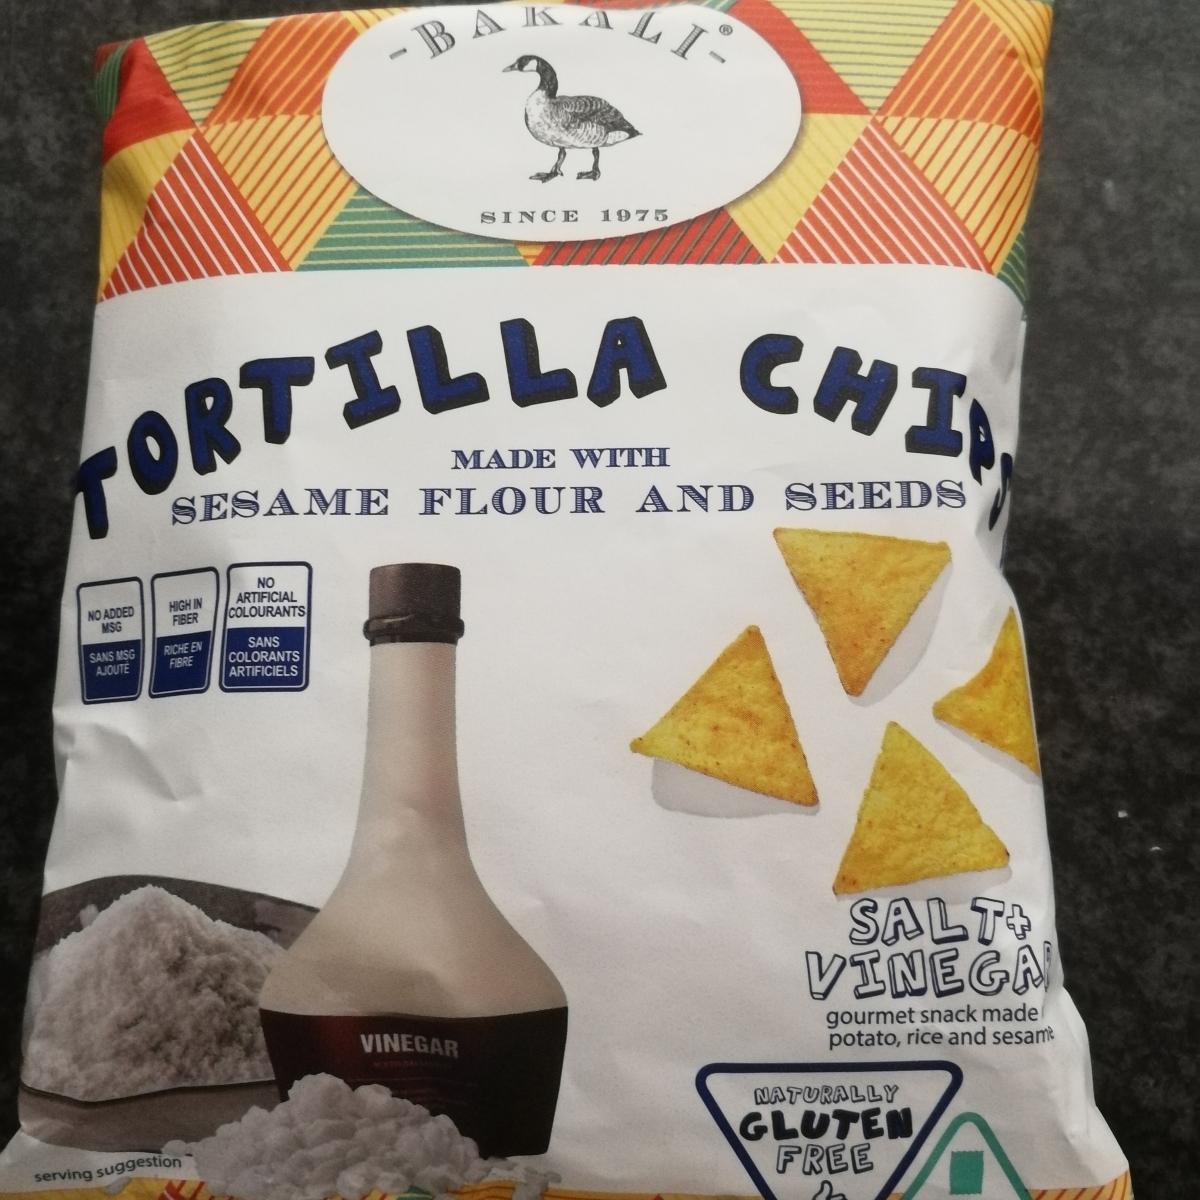 - BAKALI® -
SINCE 1975
TORTILLA CHIPS
MADE WITH
SESAME FLOUR AND SEEDS
NO ADDED
MSG
SANS MSG
AJOUTÉ
HIGH IN
FIBER
RICHE EN
FIBRE
NO
ARTIFICIAL
COLOURANTS
SANS
COLORANTS
ARTIFICIELS
VINEGAR
SALT+
VINEGAR
gourmet snack made
potato, rice and sesame
NATURALLY
GLUTEN
FREE
serving suggestion